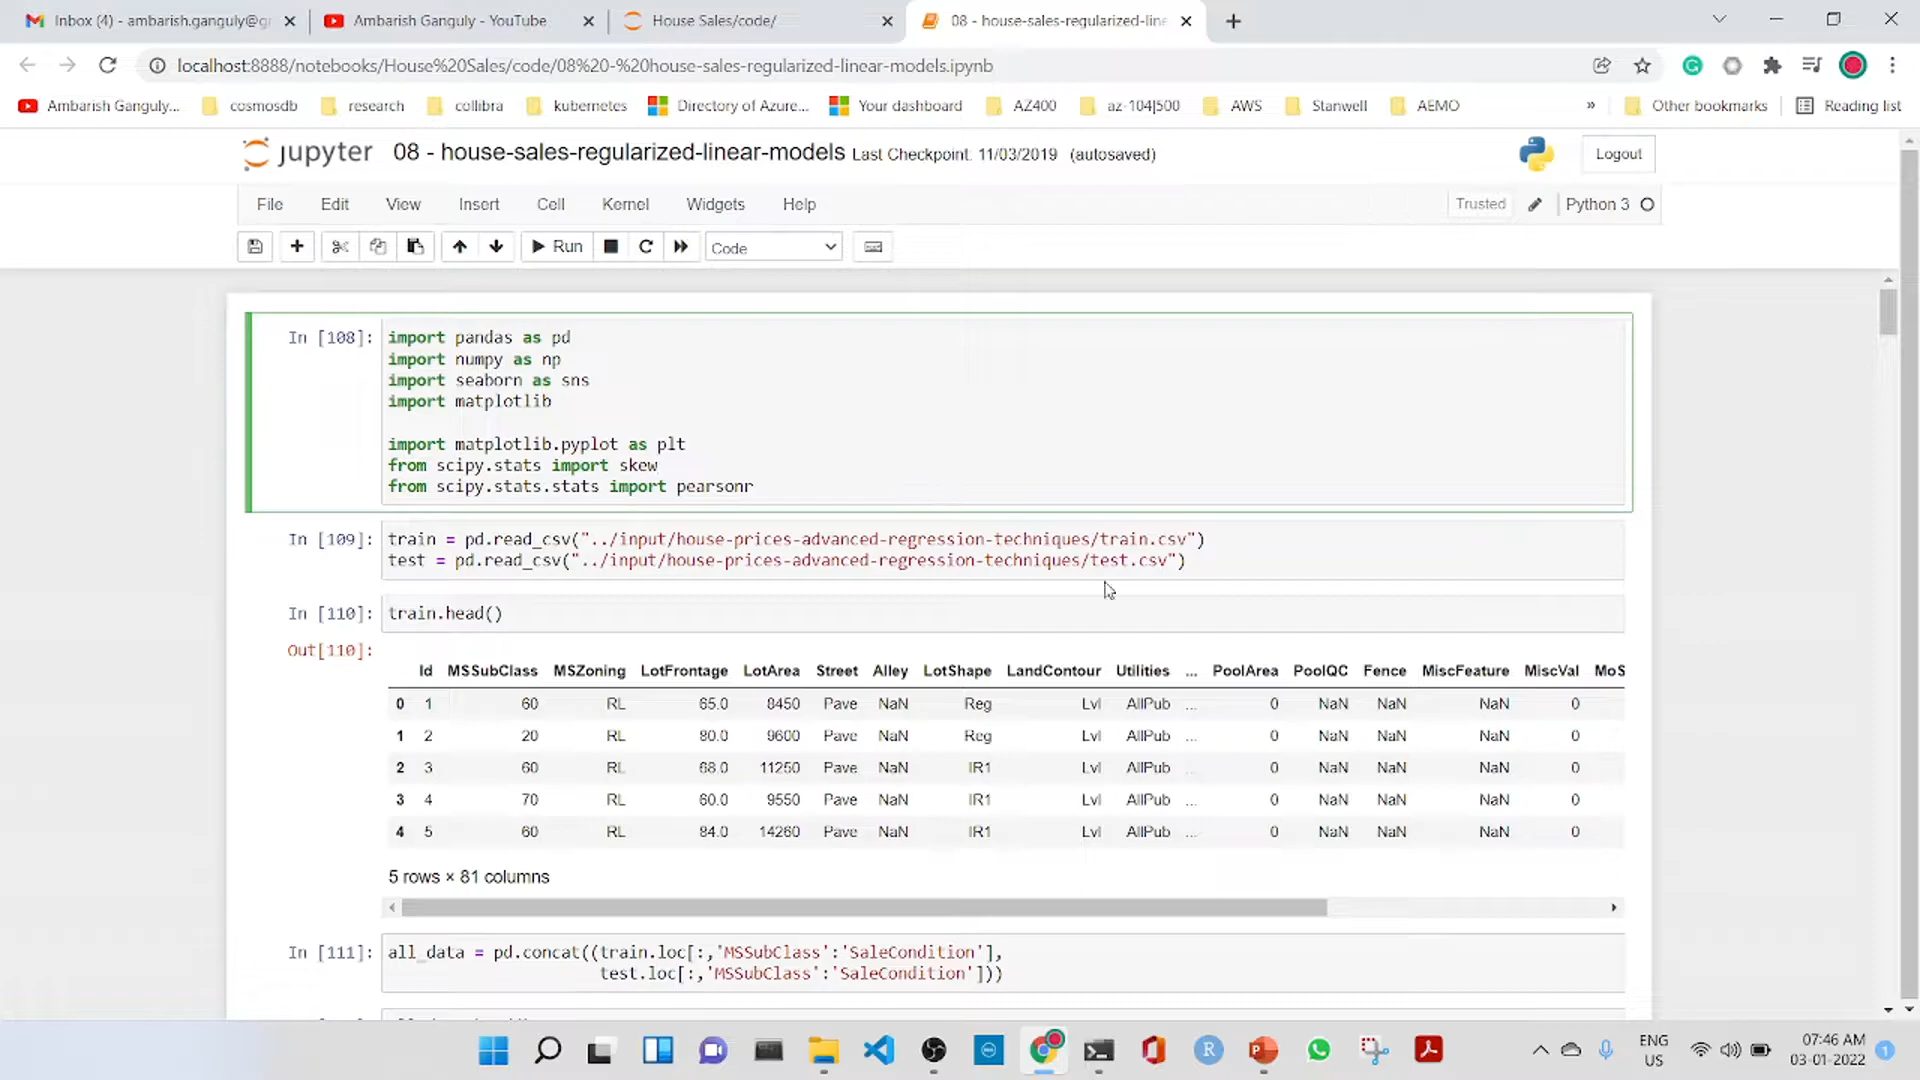 Inbox (4) - ambarish.ganguly@gr
Ambarish Ganguly - YouTube
House Sales/code/
08 - house-sales-regularized-line
localhost:8888/notebooks/House%20Sales/code/08%20-%20house-sales-regularized-linear-models.ipynb
Ambarish Ganguly... cosmosdb research collibra kubernetes Directory of Azure... Your dashboard AZ400 az-104|500 AWS Stanwell AEMO » Other bookmarks Reading list
jupyter 08 - house-sales-regularized-linear-models Last Checkpoint: 11/03/2019 (autosaved)
Logout
File Edit View Insert Cell Kernel Widgets Help
Trusted Python 3
Run Code
In [108]: import pandas as pd
import numpy as np
import seaborn as sns
import matplotlib
import matplotlib.pyplot as plt
from scipy.stats import skew
from scipy.stats.stats import pearsonr
In [109]: train = pd.read_csv("../input/house-prices-advanced-regression-techniques/train.csv")
test = pd.read_csv("../input/house-prices-advanced-regression-techniques/test.csv")
In [110]: train.head()
Out[110]:
Id MSSubClass MSZoning LotFrontage LotArea Street Alley LotShape LandContour Utilities ... PoolArea PoolQC Fence MiscFeature MiscVal MoS
0 1 60 RL 65.0 8450 Pave NaN Reg Lvl AllPub ... 0 NaN NaN NaN 0
1 2 20 RL 80.0 9600 Pave NaN Reg Lvl AllPub ... 0 NaN NaN NaN 0
2 3 60 RL 68.0 11250 Pave NaN IR1 Lvl AllPub ... 0 NaN NaN NaN 0
3 4 70 RL 60.0 9550 Pave NaN IR1 Lvl AllPub ... 0 NaN NaN NaN 0
4 5 60 RL 84.0 14260 Pave NaN IR1 Lvl AllPub ... 0 NaN NaN NaN 0
5 rows × 81 columns
In [111]: all_data = pd.concat((train.loc[:,'MSSubClass':'SaleCondition'],
test.loc[:,'MSSubClass':'SaleCondition']))
ENG
US
07:46 AM
03-01-2022
1